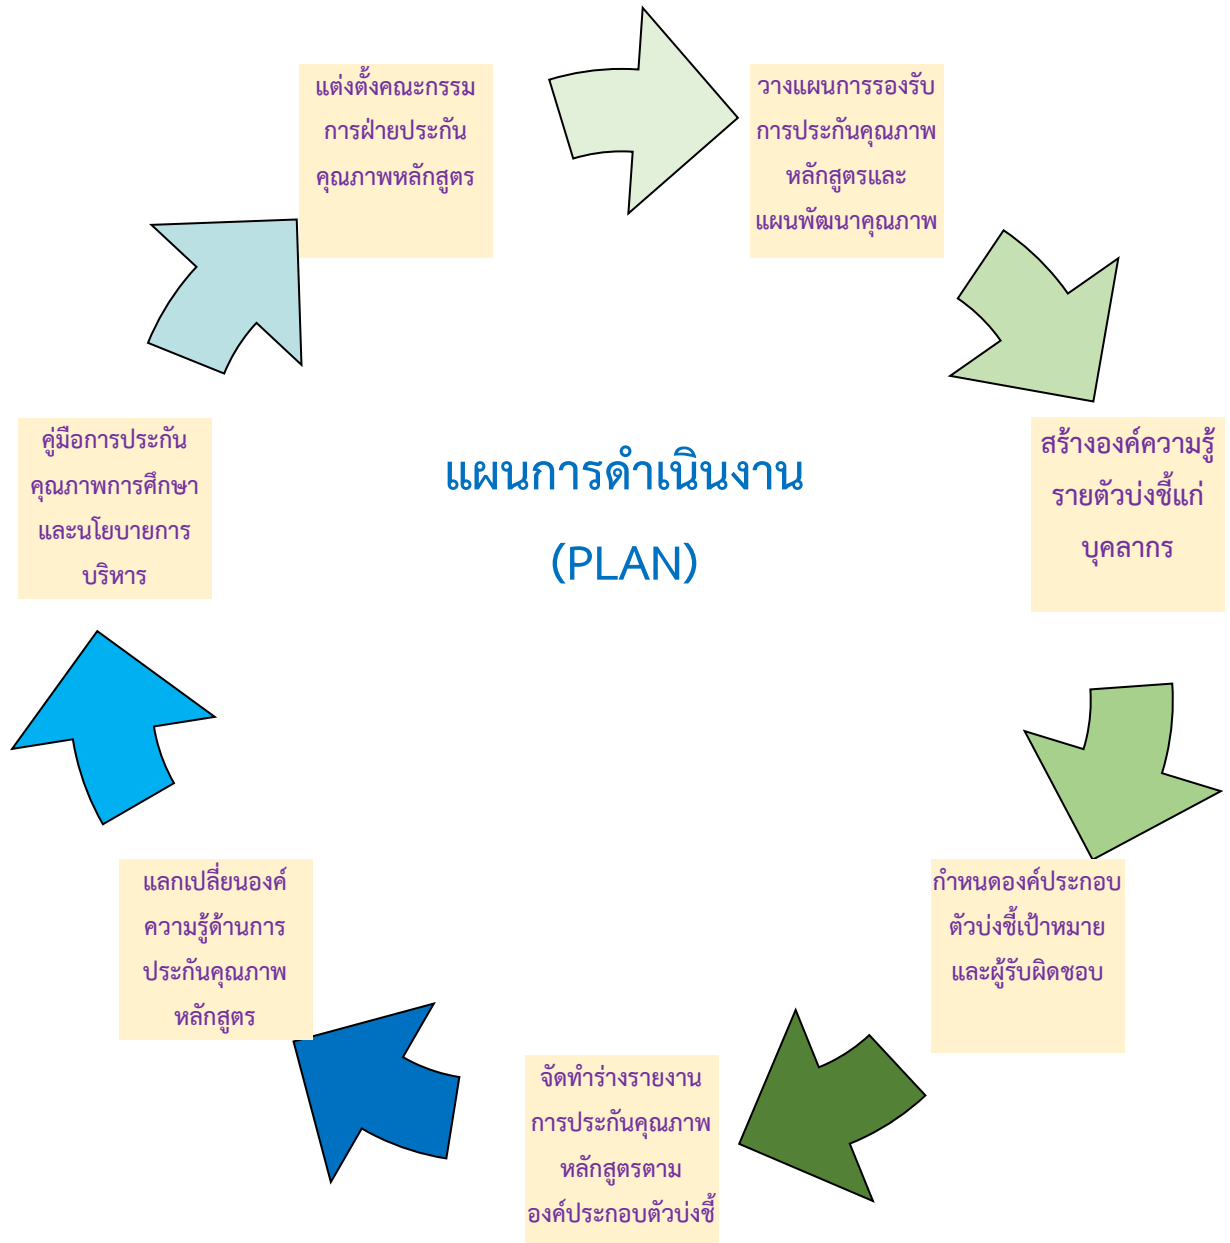 แต่งตั้งคณะกรรม
การฝ่ายประกัน
คุณภาพหลักสูตร
วางแผนการรองรับ
การประกันคุณภาพ
หลักสูตรและ
แผนพัฒนาคุณภาพ
สร้างองค์ความรู้
รายตัวบ่งชี้แก่
บุคลากร
กำหนดองค์ประกอบ
ตัวบ่งชี้เป้าหมาย
และผู้รับผิดชอบ
จัดทำร่างรายงาน
การประกันคุณภาพ
หลักสูตรตาม
องค์ประกอบตัวบ่งชี้
แลกเปลี่ยนองค์
ความรู้ด้านการ
ประกันคุณภาพ
หลักสูตร
คู่มือการประกัน
คุณภาพการศึกษา
และนโยบายการ
บริหาร
แผนการดำเนินงาน
(PLAN)